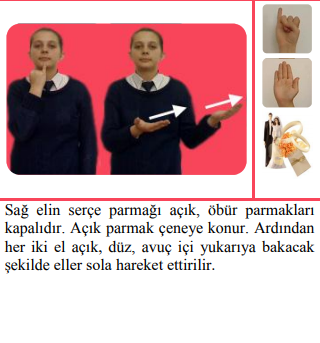 Sağ elin serçe parmağı açık, öbür parmakları
kapalıdır. Açık parmak çeneye konur. Ardından
her iki el açık, düz, avuç içi yukarıya bakacak
şekilde eller sola hareket ettirilir.